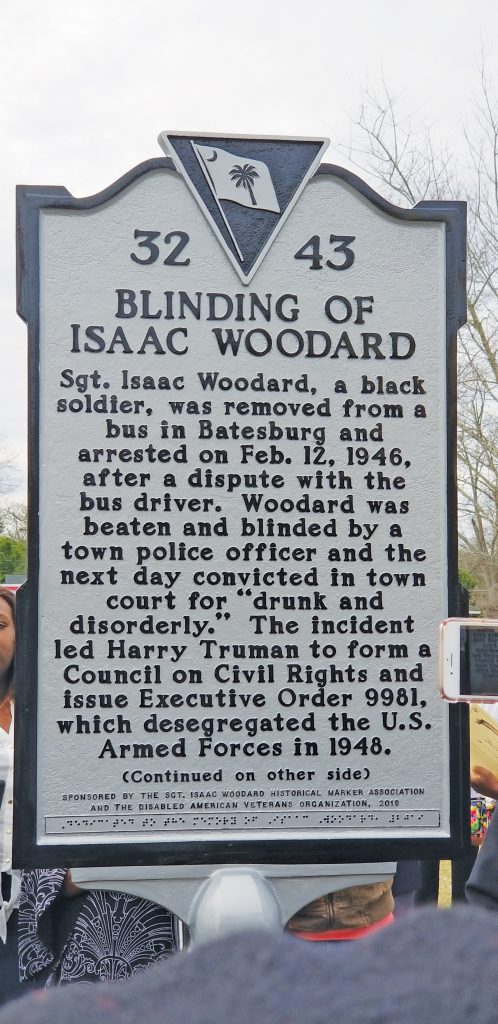 32 43
BLINDING OF
ISAAC WOODARD
Sgt. Isaac Woodard, a black
soldier, was removed from a
bus in Batesburg and
arrested on Feb. 12, 1946,
after a dispute with the
bus driver. Woodard was
beaten and blinded by a
town police officer and the
next day convicted in town
court for "drunk and
disorderly." The incident
led Harry Truman to form a
Council on Civil Rights and
issue Executive Order 9981,
which desegregated the U.S.
Armed Forces in 1948.
(Continued on other side)
SPONSORED BY THE SGT. ISAAC WOODARD HISTORICAL MARKER ASSOCIATION
AND THE DISABLED AMERICAN VETERANS ORGANIZATION, 2019